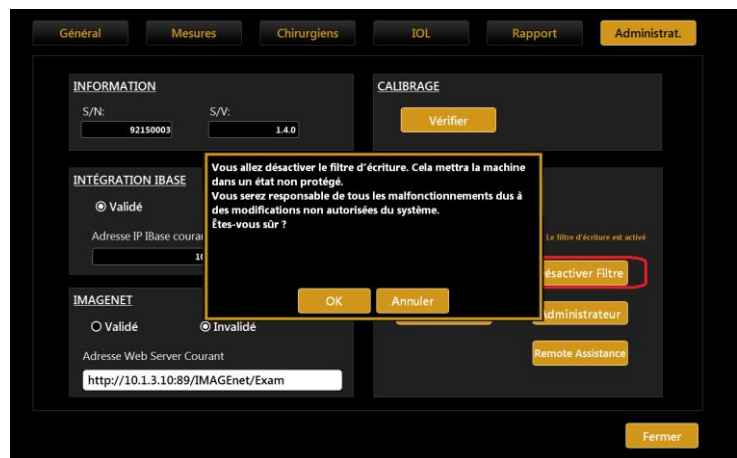 Général Mesures Chirurgiens IOL Rapport Administrat.
INFORMATION
S/N: S/V:
92150003 1.4.0
CALIBRAGE
Vérifier
INTÉGRATION IBASE
Validé
Adresse IP IBase
10
Vous allez désactiver le filtre d'écriture. Cela mettra la machine
dans un état non protégé.
Vous serez responsable de tous les malfonctionnements dus à
des modifications non autorisées du système.
Êtes-vous sûr ?
OK Annuler
Le filtre d'écriture est activé
ésactiver Filtre
Administrateur
Remote Assistance
IMAGENET
Validé Invalidé
Adresse Web Server Courant
http://10.1.3.10:89/IMAGEnet/Exam
Fermer